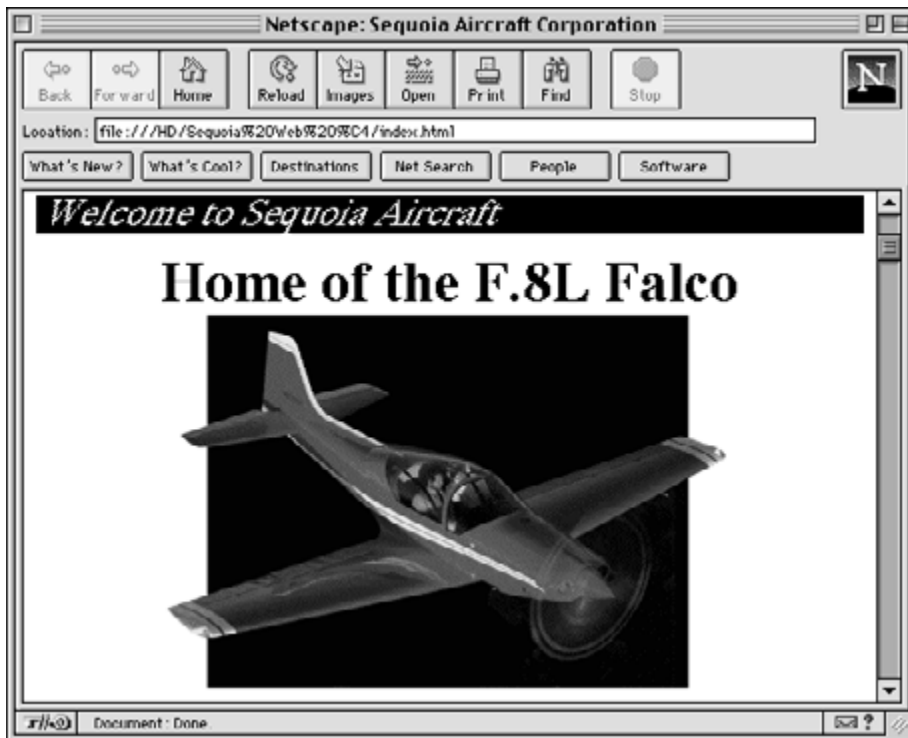 Netscape: Sequoia Aircraft Corporation
Back Forward Home Reload Images Open Print Find Stop N
Location: file:///HD/Sequoia%20Web%20%C4/index.html
What's New? What's Cool? Destinations Net Search People Software
Welcome to Sequoia Aircraft
Home of the F.8L Falco
Document: Done.
?